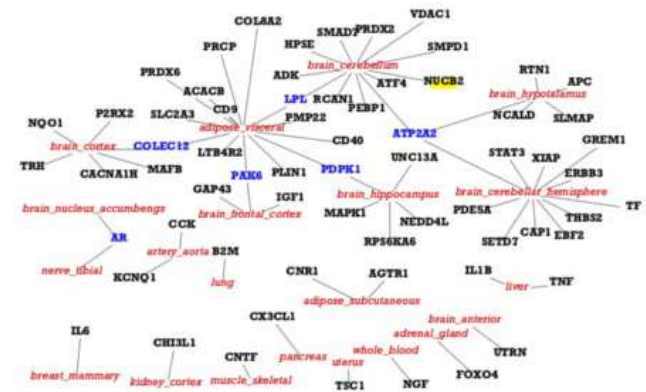 COL8A2
VDAC1
SMAD7
PRDX2
HPSE
PRCP
SMPD1
brain_cerebellum
PRDX6
ADK
ATF4
NUCB2
RTN1
APC
ACACB
LPL
RCAN1
brain_hypotalamus
SLC2A3
CD9
PEBP1
P2RX2
PMP22
NCALD
SLMAP
NQO1
adipose_visceral
ATP2A2
CD40
GREM1
brain_cortex
COLEC12
LTB4R2
STAT3
XIAP
UNC13A
TRH
CACNA1H
MAFB
PAK6
PLIN1
PDPK1
ERBB3
GAP43
IGF1
brain_hippocampus
brain_cerebellar_hemisphere
TF
brain_nucleus_accumbengs
brain_frontal_cortex
MAPK1
NEDD4L
PDE5A
THBS2
CCK
CAP1
EBF2
AR
RPS6KA6
SETD7
artery_aorta
B2M
nerve_tibial
KCNQ1
lung
CNR1
AGTR1
IL1B
TNF
liver
adipose_subcutaneous
CX3CL1
brain_anterior
IL6
adrenal_gland
CHI3L1
whole_blood
UTRN
CNTF
pancreas
uterus
breast_mammary
kidney_cortex
muscle_skeletal
TSC1
NGF
FOXO4